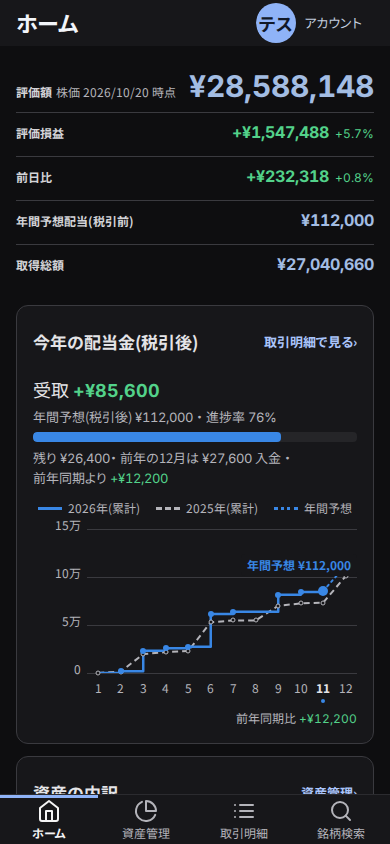 ホーム
テス アカウント
評価額 株価 2026/10/20 時点 ¥28,588,148
評価損益 +¥1,547,488 +5.7%
前日比 +¥232,318 +0.8%
年間予想配当(税引前) ¥112,000
取得総額 ¥27,040,660
今年の配当金(税引後) 取引明細で見る›
受取 +¥85,600
年間予想(税引後) ¥112,000・進捗率 76%
残り ¥26,400・前年の12月は ¥27,600 入金・
前年同期より +¥12,200
2026年(累計) 2025年(累計) 年間予想
15万
10万
5万
0
年間予想 ¥112,000
1 2 3 4 5 6 7 8 9 10 11 12
前年同期比 +¥12,200
資産の内訳 資産管理›
ホーム 資産管理 取引明細 銘柄検索